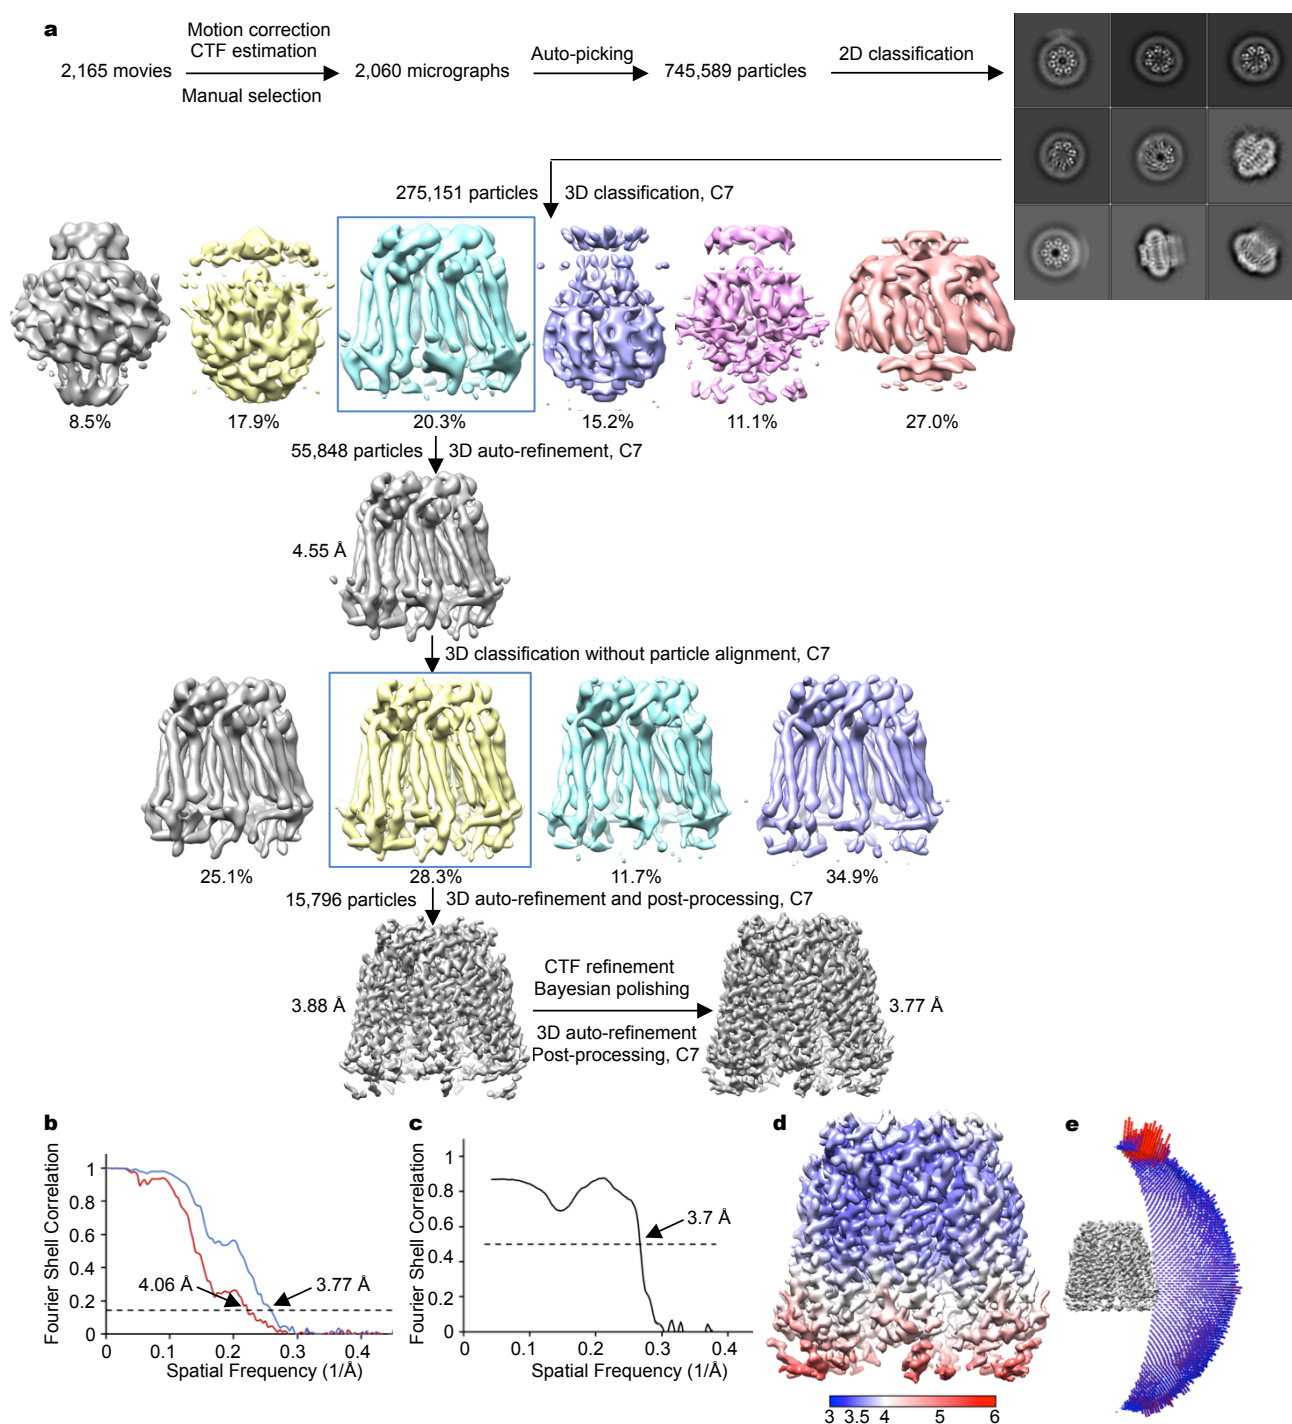 a
Motion correction
CTF estimation
2,165 movies
Manual selection
2,060 micrographs
Auto-picking
745,589 particles
2D classification
275,151 particles
3D classification, C7
8.5%
17.9%
20.3%
15.2%
11.1%
27.0%
55,848 particles
3D auto-refinement, C7
4.55 Å
3D classification without particle alignment, C7
25.1%
28.3%
11.7%
34.9%
15,796 particles
3D auto-refinement and post-processing, C7
3.88 Å
CTF refinement
Bayesian polishing
3D auto-refinement
Post-processing, C7
3.77 Å
b
Fourier Shell Correlation
1
0.8
0.6
0.4
0.2
0
4.06 Å
3.77 Å
0 0.1 0.2 0.3 0.4
Spatial Frequency (1/Å)
c
Fourier Shell Correlation
1
0.8
0.6
0.4
0.2
0
3.7 Å
0 0.1 0.2 0.3 0.4
Spatial Frequency (1/Å)
d
3 3.5 4 5 6
e